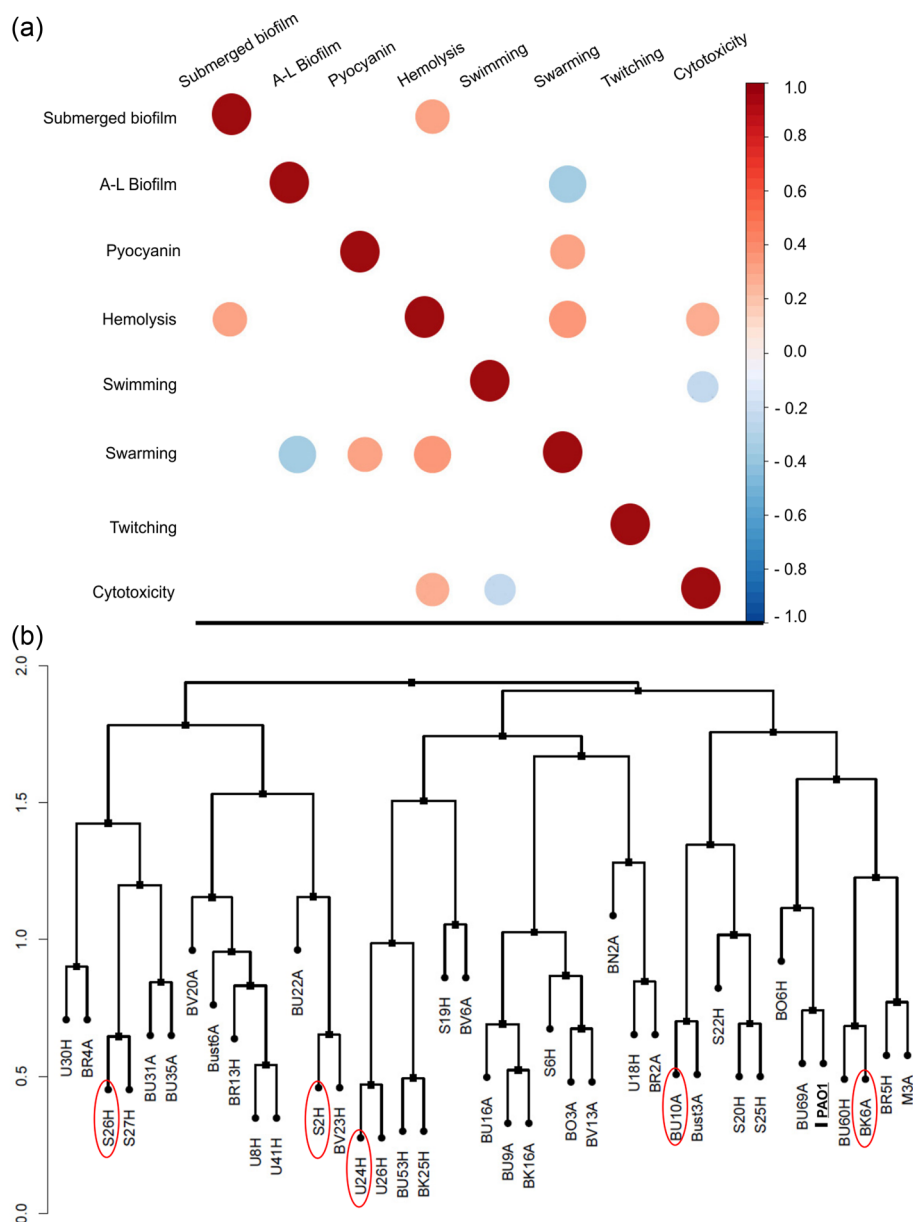 (a)
Submerged biofilm
A-L Biofilm
Pyocyanin
Hemolysis
Swimming
Swarming
Twitching
Cytotoxicity
Submerged biofilm
A-L Biofilm
Pyocyanin
Hemolysis
Swimming
Swarming
Twitching
Cytotoxicity
1.0
0.8
0.6
0.4
0.2
0.0
- 0.2
- 0.4
- 0.6
- 0.8
- 1.0
(b)
2.0
1.5
1.0
0.5
0.0
U30H
BR4A
S26H
S27H
BU31A
BU35A
BV20A
Bust6A
BR13H
U8H
U41H
BU22A
S2H
BV23H
U24H
U26H
BU53H
BK25H
S19H
BV6A
BU16A
BU9A
BK16A
S6H
BO3A
BV13A
BN2A
U18H
BR2A
BU10A
Bust3A
S22H
S20H
S25H
BO6H
BU69A
PAO1
BU60H
BK6A
BR5H
M3A